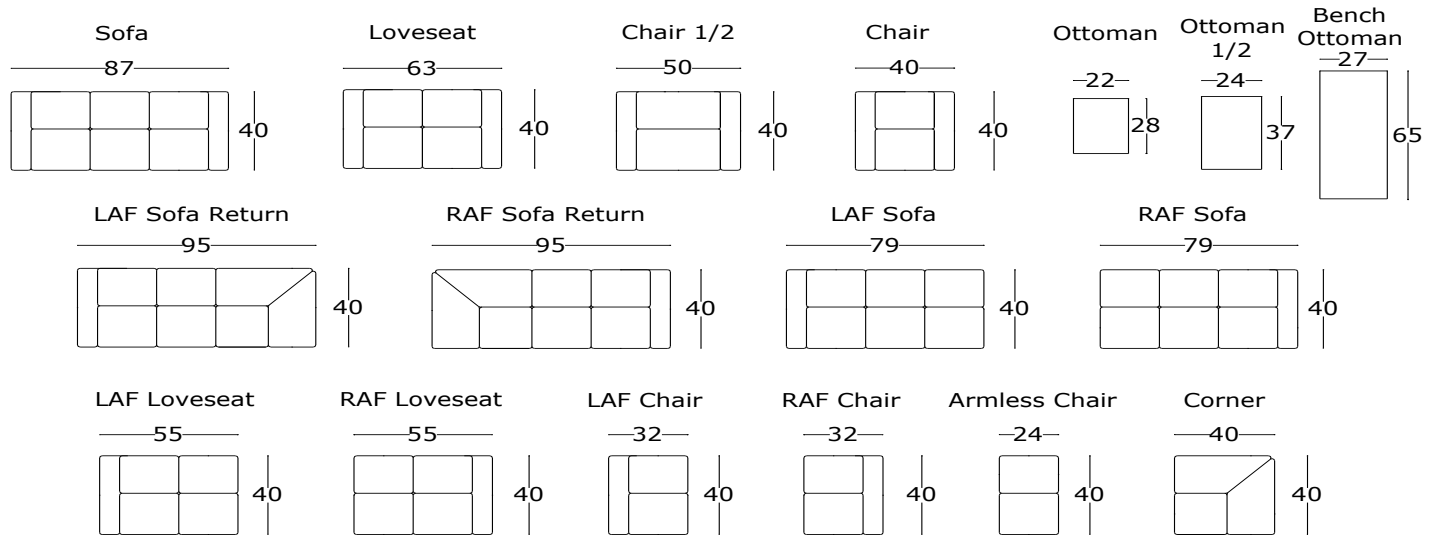 Sofa
87
40
Loveseat
63
40
Chair 1/2
50
40
Chair
40
40
Ottoman
22
28
Ottoman
1/2
24
37
Bench
Ottoman
27
65
LAF Sofa Return
95
40
RAF Sofa Return
95
40
LAF Sofa
79
40
RAF Sofa
79
40
LAF Loveseat
55
40
RAF Loveseat
55
40
LAF Chair
32
40
RAF Chair
32
40
Armless Chair
24
40
Corner
40
40